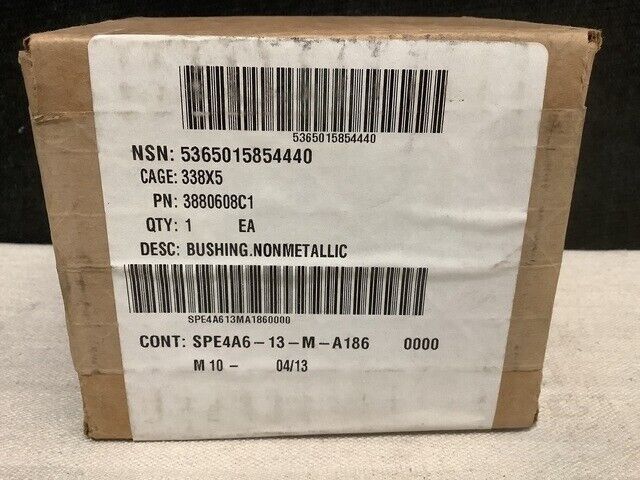 5365015854440
NSN: 5365015854440
CAGE: 338X5
PN: 3880608C1
QTY: 1 EA
DESC: BUSHING.NONMETALLIC
SPE4A613MA1860000
CONT: SPE4A6-13-M-A186 0000
M 10- 04/13